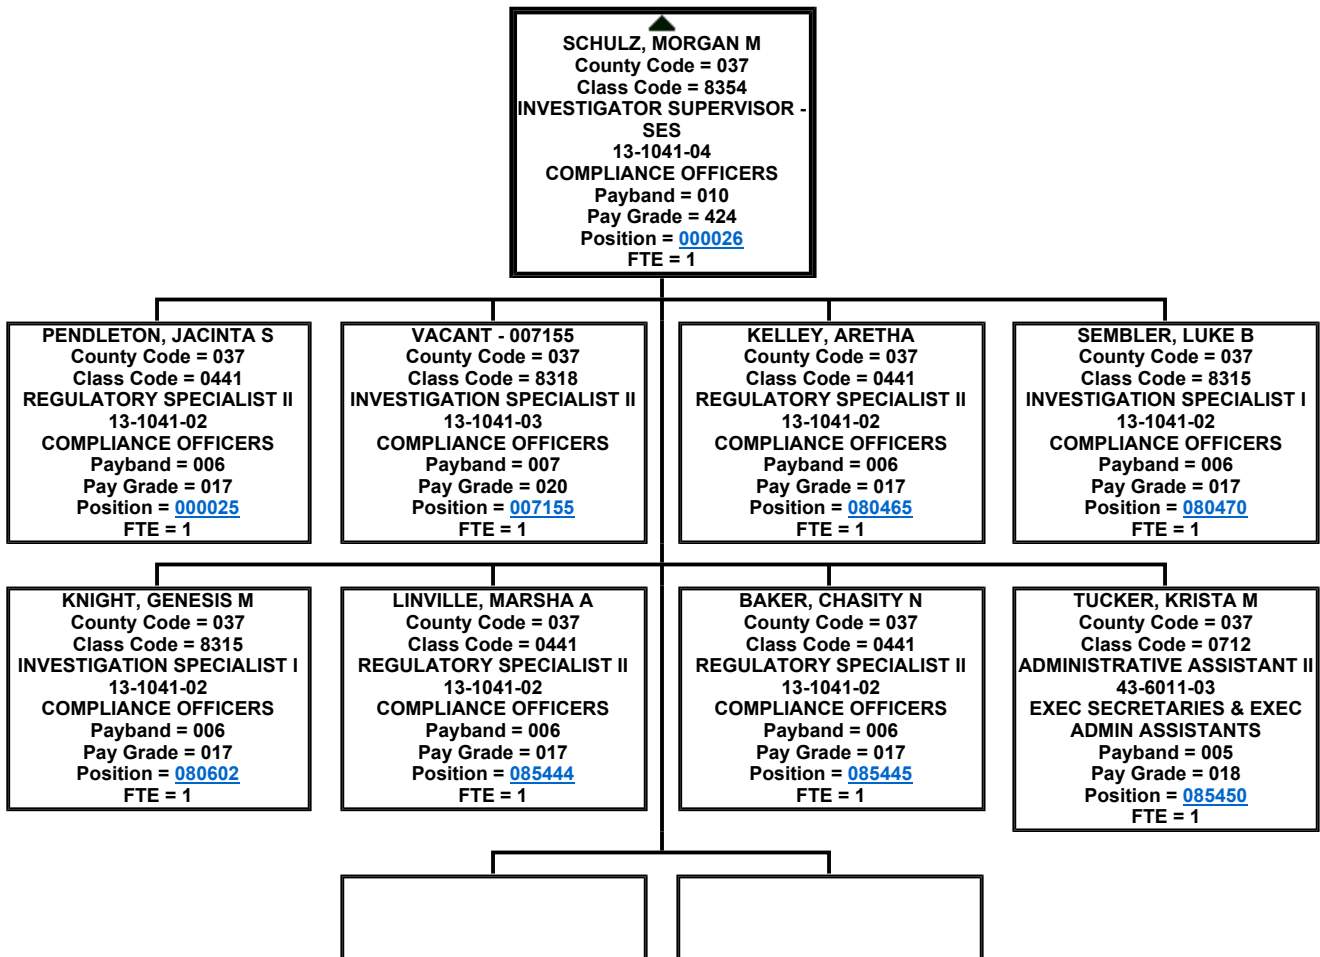 SCHULZ, MORGAN M
County Code = 037
Class Code = 8354
INVESTIGATOR SUPERVISOR -
SES
13-1041-04
COMPLIANCE OFFICERS
Payband = 010
Pay Grade = 424
Position = 000026
FTE = 1
PENDLETON, JACINTA S
County Code = 037
Class Code = 0441
REGULATORY SPECIALIST II
13-1041-02
COMPLIANCE OFFICERS
Payband = 006
Pay Grade = 017
Position = 000025
FTE = 1
VACANT - 007155
County Code = 037
Class Code = 8318
INVESTIGATION SPECIALIST II
13-1041-03
COMPLIANCE OFFICERS
Payband = 007
Pay Grade = 020
Position = 007155
FTE = 1
KELLEY, ARETHA
County Code = 037
Class Code = 0441
REGULATORY SPECIALIST II
13-1041-02
COMPLIANCE OFFICERS
Payband = 006
Pay Grade = 017
Position = 080465
FTE = 1
SEMBLER, LUKE B
County Code = 037
Class Code = 8315
INVESTIGATION SPECIALIST I
13-1041-02
COMPLIANCE OFFICERS
Payband = 006
Pay Grade = 017
Position = 080470
FTE = 1
KNIGHT, GENESIS M
County Code = 037
Class Code = 8315
INVESTIGATION SPECIALIST I
13-1041-02
COMPLIANCE OFFICERS
Payband = 006
Pay Grade = 017
Position = 080602
FTE = 1
LINVILLE, MARSHA A
County Code = 037
Class Code = 0441
REGULATORY SPECIALIST II
13-1041-02
COMPLIANCE OFFICERS
Payband = 006
Pay Grade = 017
Position = 085444
FTE = 1
BAKER, CHASITY N
County Code = 037
Class Code = 0441
REGULATORY SPECIALIST II
13-1041-02
COMPLIANCE OFFICERS
Payband = 006
Pay Grade = 017
Position = 085445
FTE = 1
TUCKER, KRISTA M
County Code = 037
Class Code = 0712
ADMINISTRATIVE ASSISTANT II
43-6011-03
EXEC SECRETARIES & EXEC
ADMIN ASSISTANTS
Payband = 005
Pay Grade = 018
Position = 085450
FTE = 1